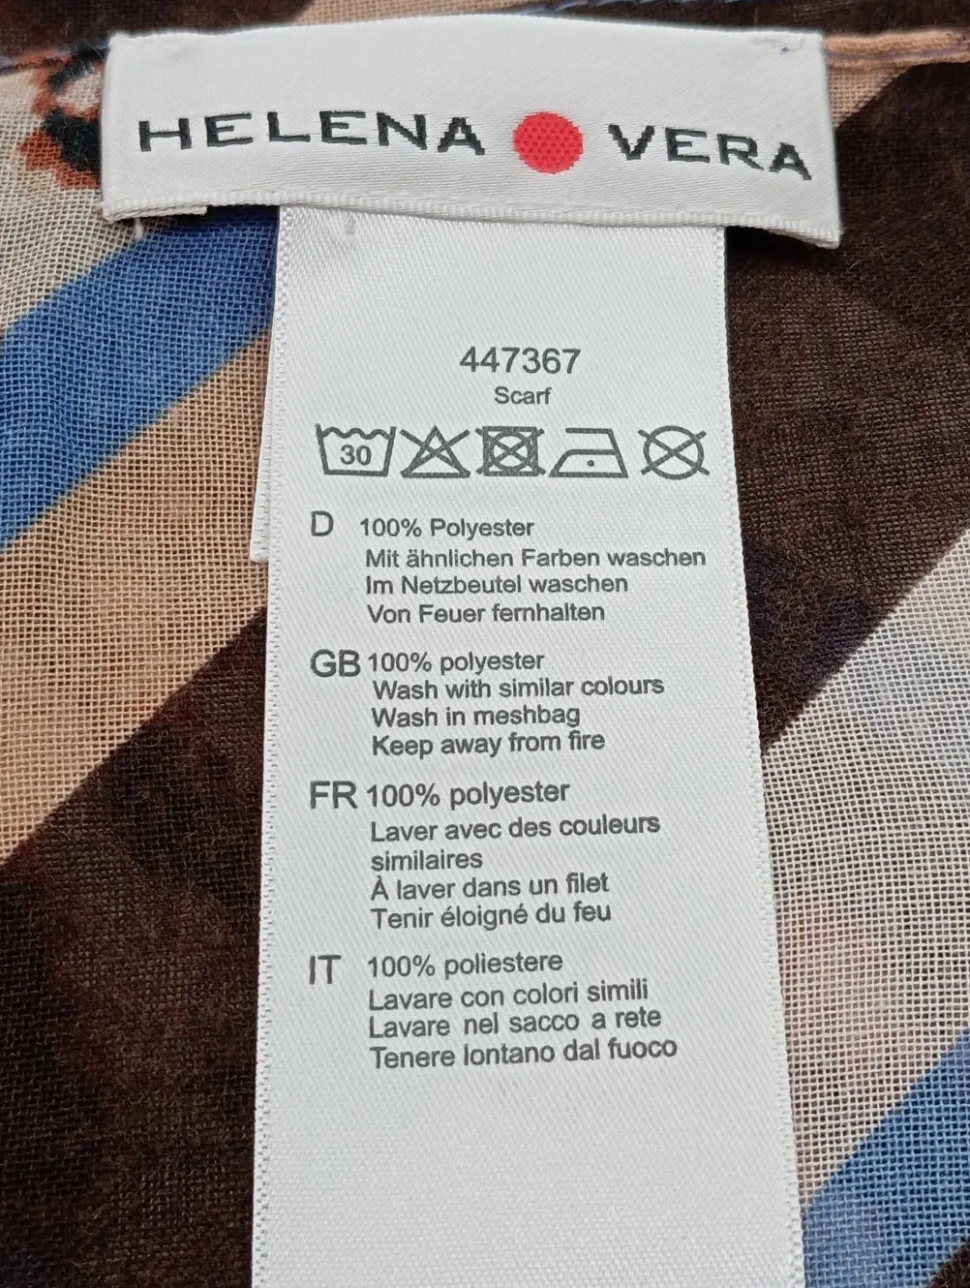 HELENA VERA
447367
Scarf
30
D 100% Polyester
Mit ähnlichen Farben waschen
Im Netzbeutel waschen
Von Feuer fernhalten
GB 100% polyester
Wash with similar colours
Wash in meshbag
Keep away from fire
FR 100% polyester
Laver avec des couleurs
similaires
À laver dans un filet
Tenir éloigné du feu
IT 100% poliestere
Lavare con colori simili
Lavare nel sacco a rete
Tenere lontano dal fuoco